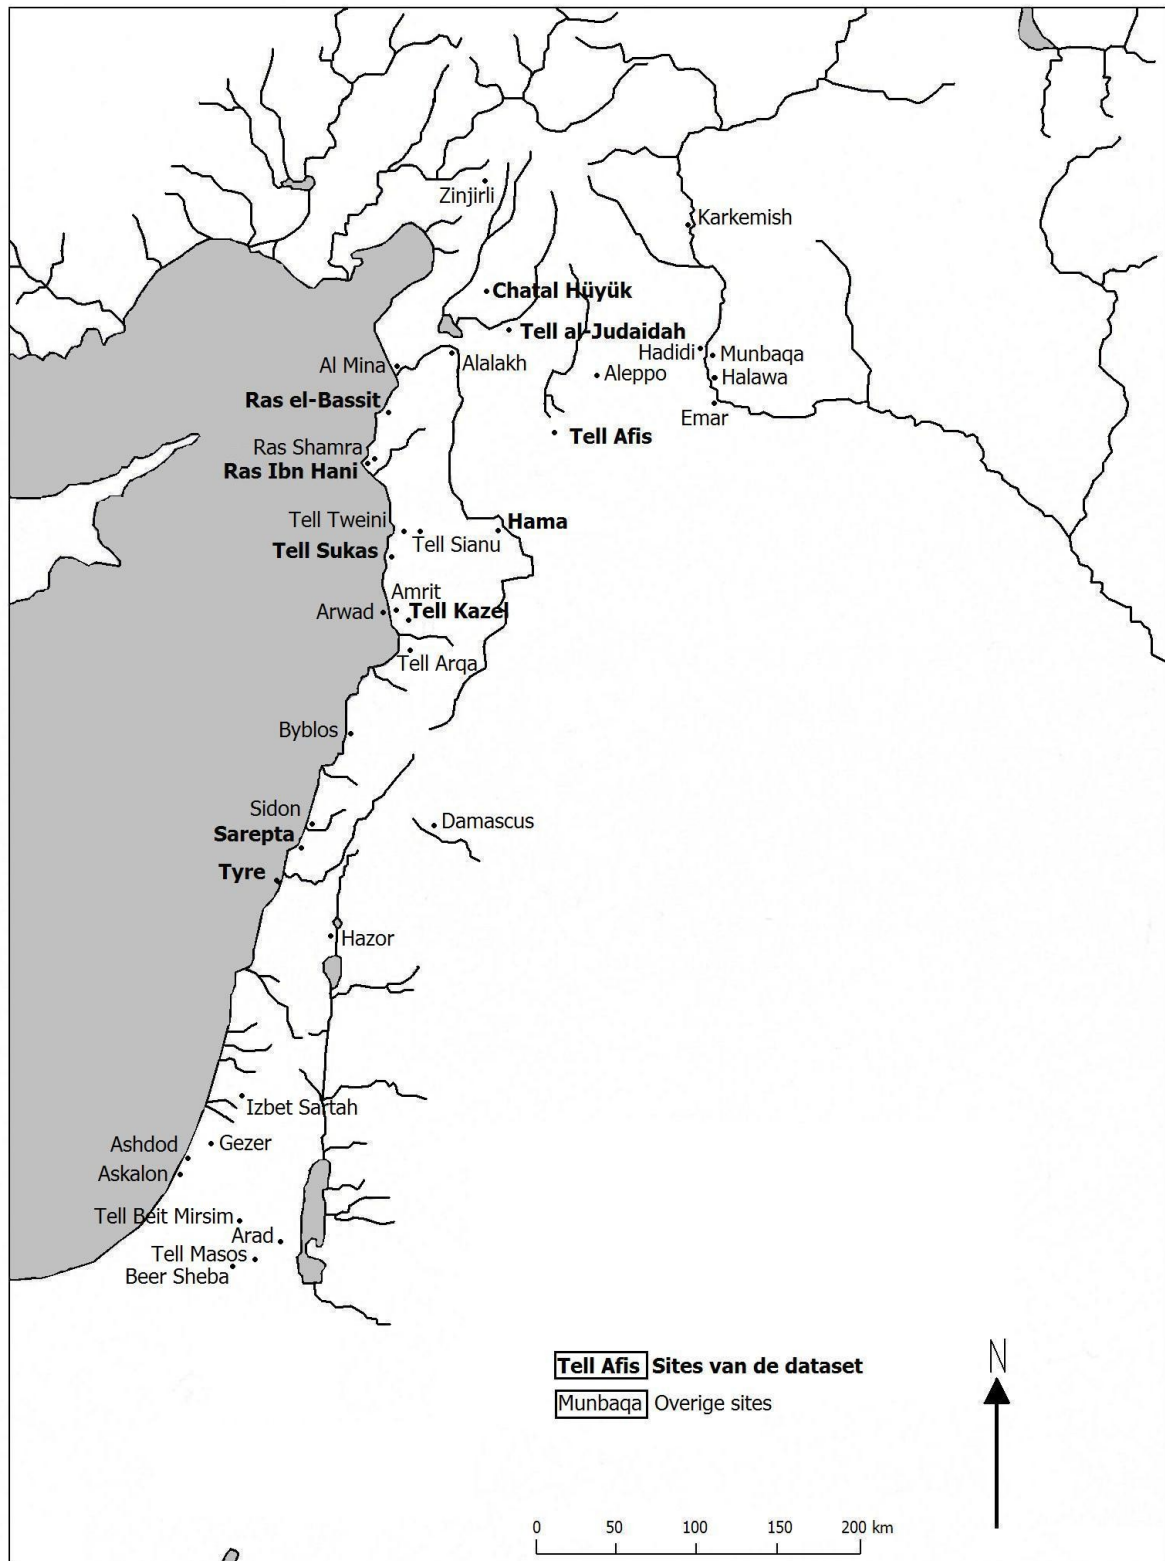 Zinjirli
Karkemish
Chatal Hüyük
Tell al-Judaidah
Hadidi
Munbaqa
Al Mina
Alalakh
Aleppo
Halawa
Ras el-Bassit
Emar
Tell Afis
Ras Shamra
Ras Ibn Hani
Tell Tweini
Hama
Tell Sianu
Tell Sukas
Amrit
Arwad
Tell Kazel
Tell Arqa
Byblos
Sidon
Damascus
Sarepta
Tyre
Hazor
Izbet Sartah
Ashdod
Gezer
Askalon
Tell Beit Mirsim
Arad
Tell Masos
Beer Sheba
N
Tell Afis Sites van de dataset
Munbaqa Overige sites
0 50 100 150 200 km